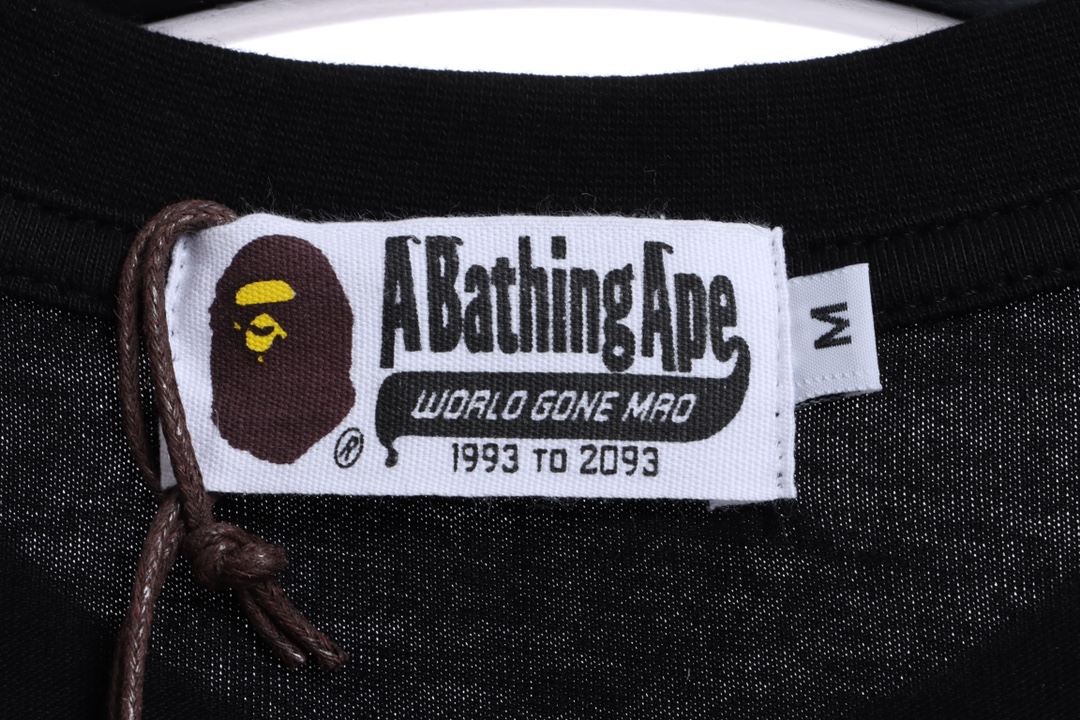 A Bathing Ape
WORLD GONE MAD
1993 TO 2093
®
M